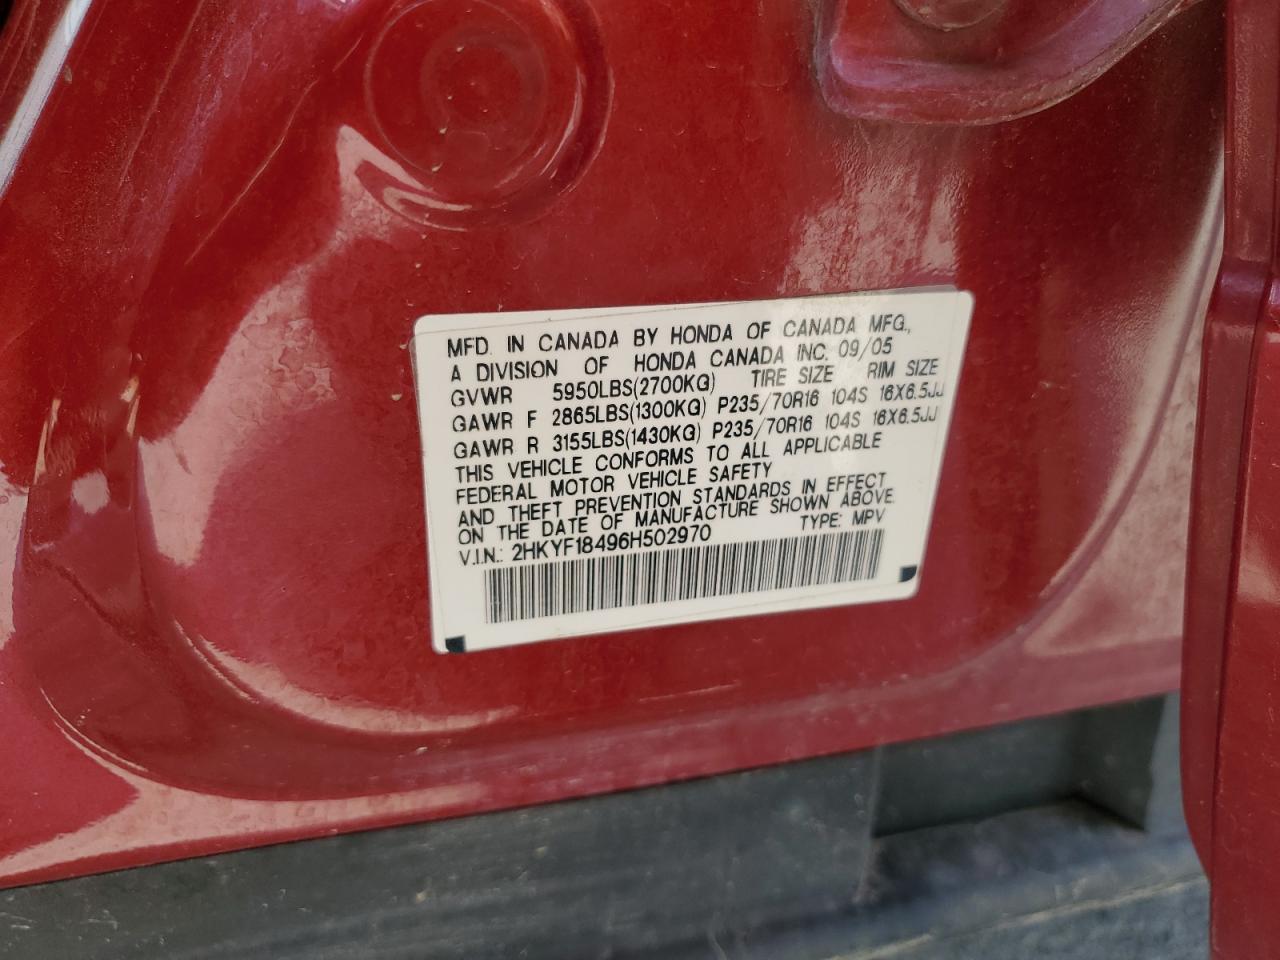 MFD. IN CANADA BY HONDA OF CANADA MFG.,
A DIVISION OF HONDA CANADA INC. 09/05
GVWR 5950LBS(2700KG) TIRE SIZE RIM SIZE
GAWR F 2865LBS(1300KG) P235/70R16 104S 16X6.5JJ
GAWR R 3155LBS(1430KG) P235/70R16 104S 16X6.5JJ
THIS VEHICLE CONFORMS TO ALL APPLICABLE
FEDERAL MOTOR VEHICLE SAFETY
AND THEFT PREVENTION STANDARDS IN EFFECT
ON THE DATE OF MANUFACTURE SHOWN ABOVE.
V.I.N.: 2HKYF18496H502970 TYPE: MPV